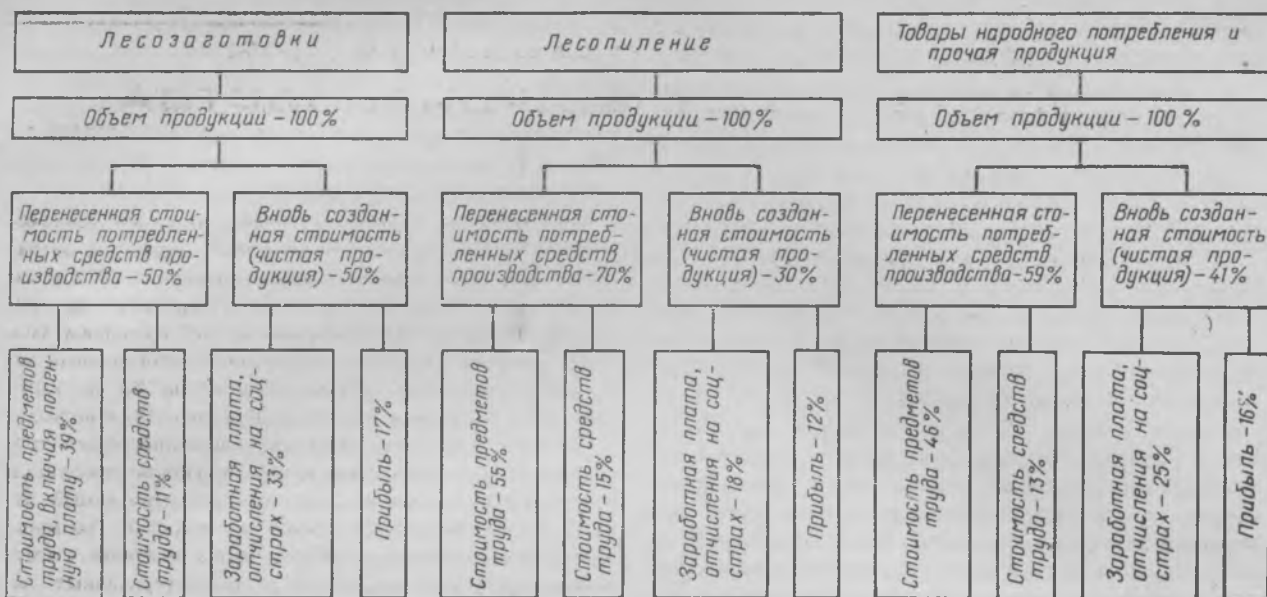 Лесозаготовки
Объем продукции – 100%
Перенесенная стои-
мость потреблен-
ных средств про-
изводства – 50%
Вновь создан-
ная стоимость
(чистая про-
дукция) – 50%
Стоимость предметов
труда, включая попен-
ную плату – 39%
Стоимость средств
труда – 11%
Заработная плата,
отчисления на соц-
страх – 33%
Прибыль – 17%
Лесопиление
Объем продукции – 100%
Перенесенная сто-
имость потреб-
ленных средств
производства – 70%
Вновь создан-
ная стоимость
(чистая про-
дукция) – 30%
Стоимость предметов
труда – 55%
Стоимость средств
труда – 15%
Заработная плата,
отчисления на соц-
страх – 18%
Прибыль – 12%
Товары народного потребления и
прочая продукция
Объем продукции – 100%
Перенесенная сто-
имость потреб-
ленных средств
производства – 59%
Вновь создан-
ная стоимость
(чистая про-
дукция) – 41%
Стоимость предметов
труда – 46%
Стоимость средств
труда – 13%
Заработная плата,
отчисления на соц-
страх – 25%
Прибыль – 16%